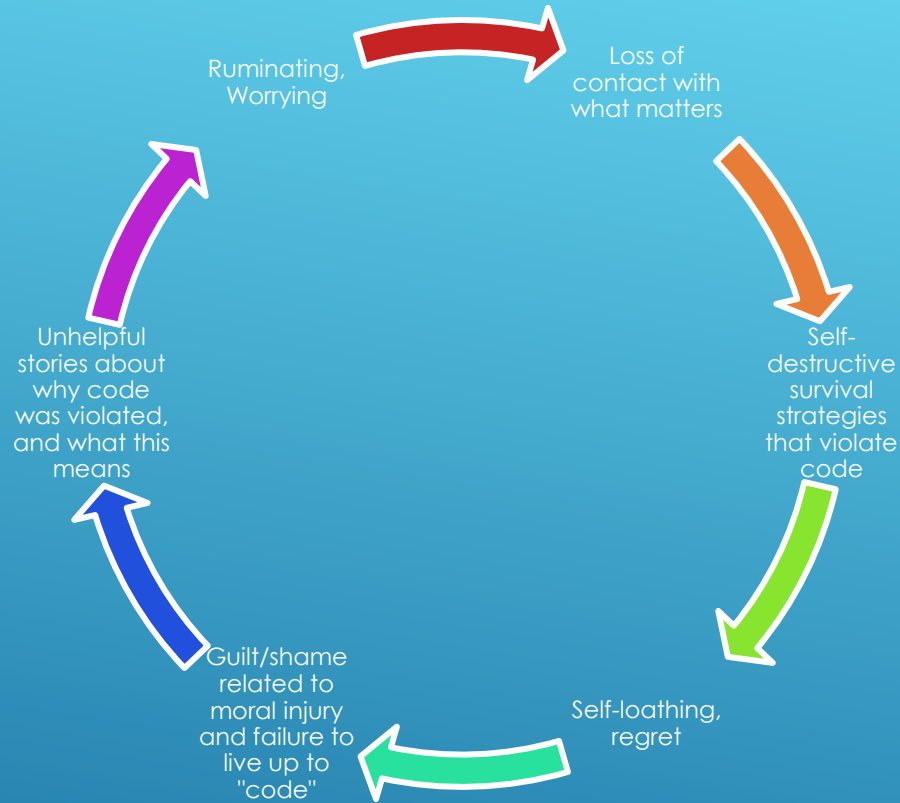 Ruminating,
Worrying
Loss of
contact with
what matters
Self-
destructive
survival
strategies
that violate
code
Self-loathing,
regret
Guilt/shame
related to
moral injury
and failure to
live up to
"code"
Unhelpful
stories about
why code
was violated,
and what this
means